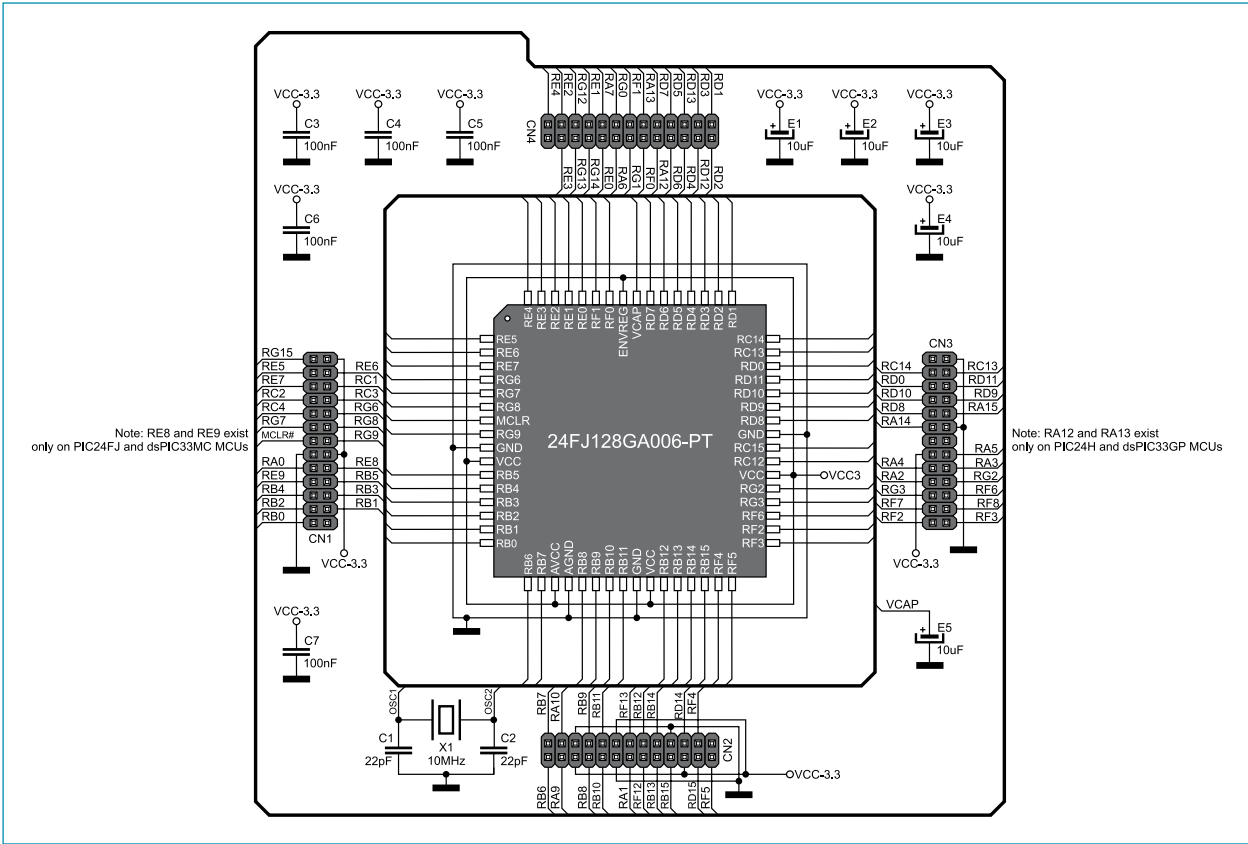 RE4
RE2
RG12
RE1
RA7
RG0
RF1
RA13
RD7
RD5
RD13
RD3
RD1
CN4
RE3
RG13
RG14
RE0
RA6
RG1
RF0
RA12
RD6
RD4
RD12
RD2
VCC-3.3
C3
100nF
VCC-3.3
C4
100nF
VCC-3.3
C5
100nF
VCC-3.3
E1
10uF
VCC-3.3
E2
10uF
VCC-3.3
E3
10uF
VCC-3.3
C6
100nF
VCC-3.3
E4
10uF
RE4
RE3
RE2
RE1
RE0
RF1
RF0
ENVREG
VCAP
RD7
RD6
RD5
RD4
RD3
RD2
RD1
RE5
RE6
RE7
RG6
RG7
RG8
MCLR
RG9
GND
VCC
RB5
RB4
RB3
RB2
RB1
RB0
24FJ128GA006-PT
RC14
RC13
RD0
RD11
RD10
RD9
RD8
GND
RC15
RC12
VCC
RG2
RG3
RF6
RF2
RF3
VCC3
RB6
RB7
AVCC
AGND
RB8
RB9
RB10
RB11
GND
VCC
RB12
RB13
RB14
RB15
RF4
RF5
RG15
RE5
RE7
RC2
RC4
RG7
MCLR#
RA0
RE9
RB4
RB2
RB0
RE6
RC1
RC3
RG6
RG8
RG9
RE8
RB5
RB3
RB1
CN1
VCC-3.3
Note: RE8 and RE9 exist
only on PIC24FJ and dsPIC33MC MCUs
CN3
RC14
RD0
RD10
RD8
RA14
RA4
RA2
RG3
RF7
RF2
RC13
RD11
RD9
RA15
RA5
RA3
RG2
RF6
RF8
RF3
VCC-3.3
Note: RA12 and RA13 exist
only on PIC24H and dsPIC33GP MCUs
VCC-3.3
C7
100nF
VCAP
E5
10uF
OSC1
OSC2
C1
22pF
X1
10MHz
C2
22pF
RB7
RA10
RB9
RB11
RF13
RB12
RB14
RD14
RF4
CN2
VCC-3.3
RB6
RA9
RB8
RB10
RA1
RF12
RB13
RB15
RD15
RF5